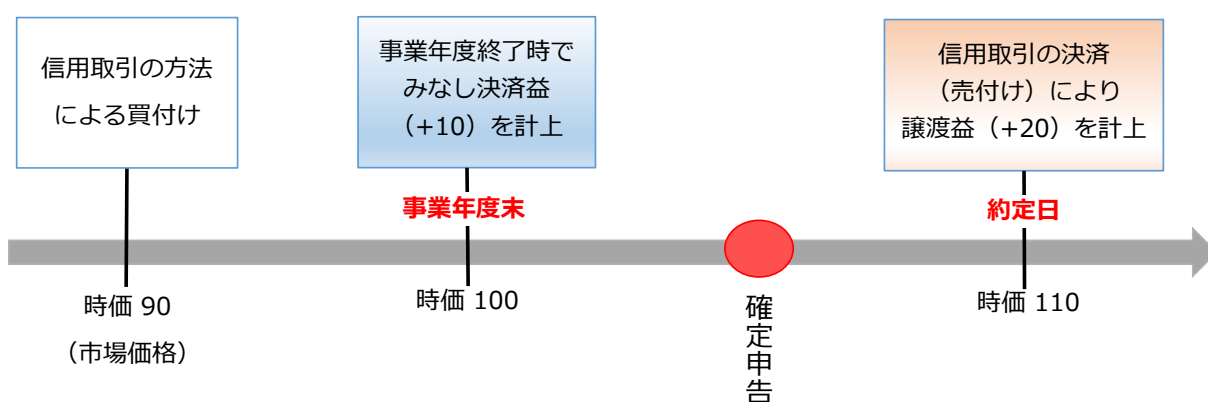 信用取引の方法
による買付け
事業年度終了時で
みなし決済益
（+10）を計上
信用取引の決済
（売付け）により
譲渡益（+20）を計上
事業年度末
約定日
時価 90
（市場価格）
時価 100
確定申告
時価 110